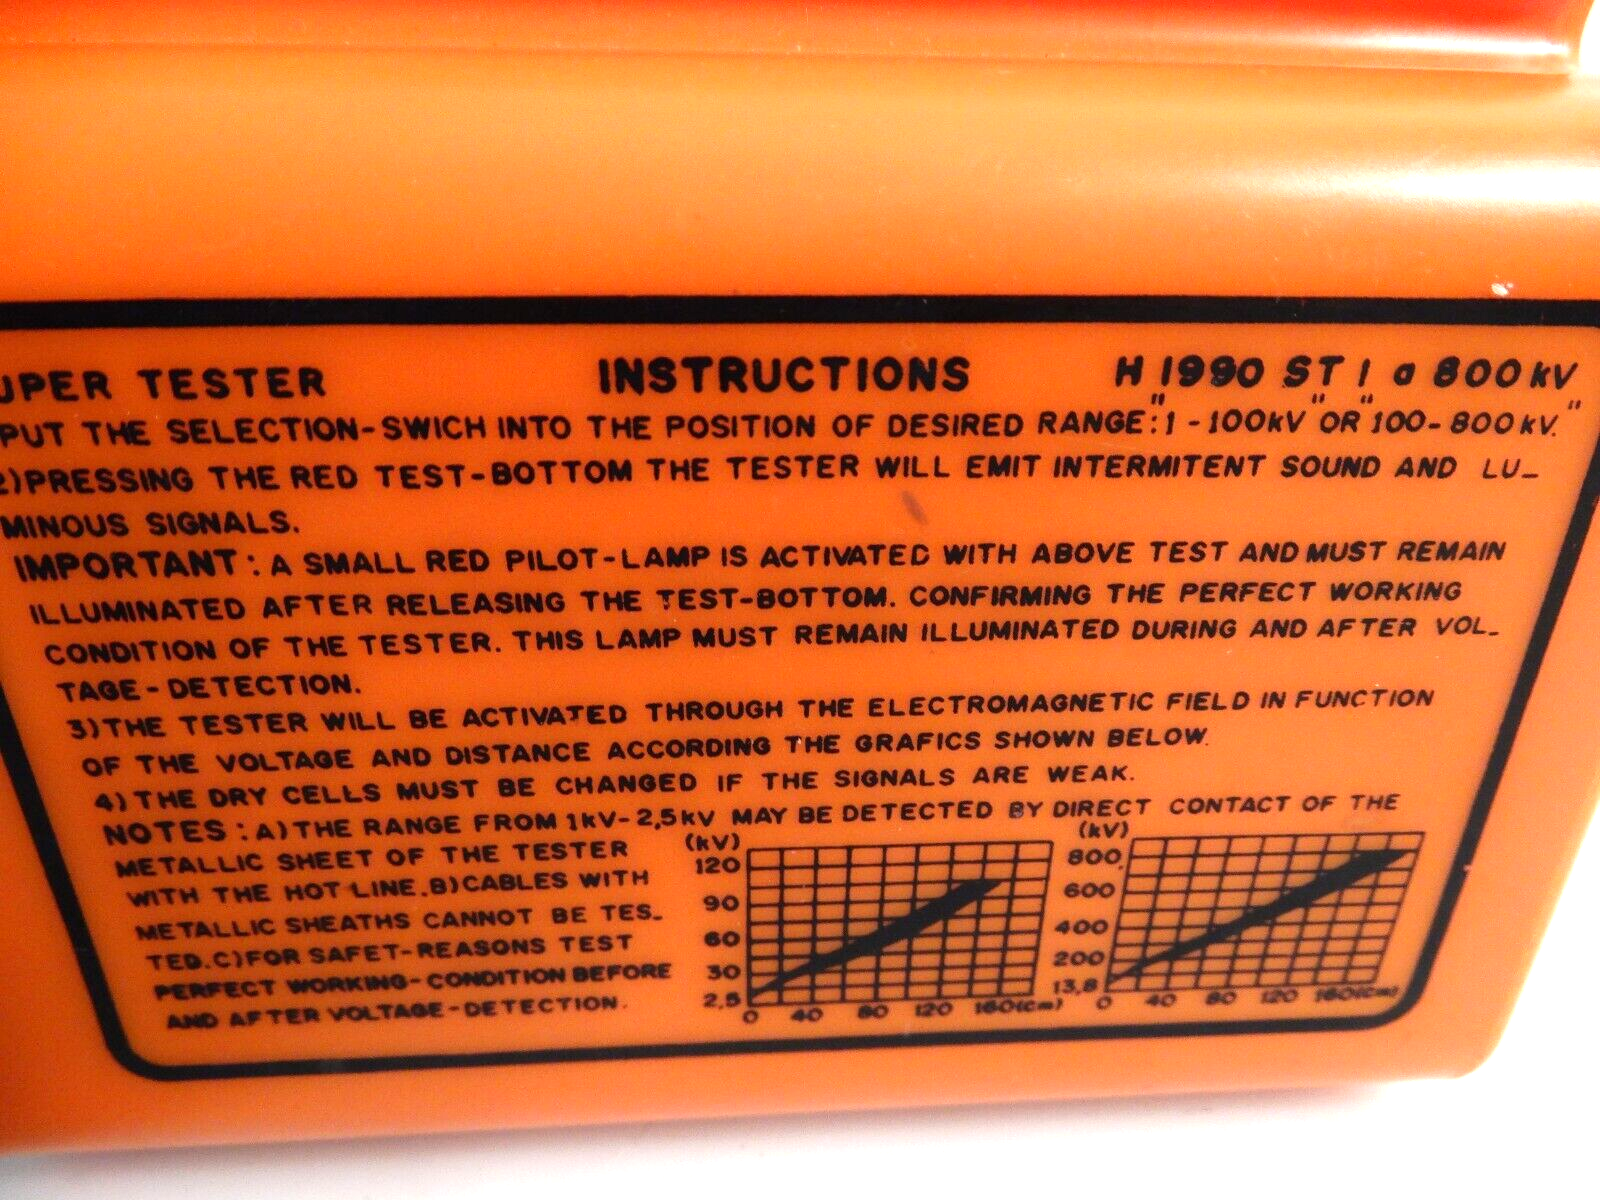 UPER TESTER INSTRUCTIONS H 1990 ST 1 a 800 kV
PUT THE SELECTION-SWICH INTO THE POSITION OF DESIRED RANGE: "1 - 100kV" OR "100-800 kV."
2)PRESSING THE RED TEST-BOTTOM THE TESTER WILL EMIT INTERMITENT SOUND AND LU-
MINOUS SIGNALS.
IMPORTANT: A SMALL RED PILOT-LAMP IS ACTIVATED WITH ABOVE TEST AND MUST REMAIN
ILLUMINATED AFTER RELEASING THE TEST-BOTTOM. CONFIRMING THE PERFECT WORKING
CONDITION OF THE TESTER. THIS LAMP MUST REMAIN ILLUMINATED DURING AND AFTER VOL-
TAGE-DETECTION.
3)THE TESTER WILL BE ACTIVATED THROUGH THE ELECTROMAGNETIC FIELD IN FUNCTION
OF THE VOLTAGE AND DISTANCE ACCORDING THE GRAFICS SHOWN BELOW.
4) THE DRY CELLS MUST BE CHANGED IF THE SIGNALS ARE WEAK.
NOTES: A) THE RANGE FROM 1kV-2,5kV MAY BE DETECTED BY DIRECT CONTACT OF THE
METALLIC SHEET OF THE TESTER
WITH THE HOT LINE.B)CABLES WITH
METALLIC SHEATHS CANNOT BE TES-
TED.C)FOR SAFET-REASONS TEST
PERFECT WORKING-CONDITION BEFORE
AND AFTER VOLTAGE-DETECTION.
(kV)
120
90
60
30
2,5
0 40 80 120 160(cm)
(kV)
800
600
400
200
13,8
0 40 80 120 160(cm)